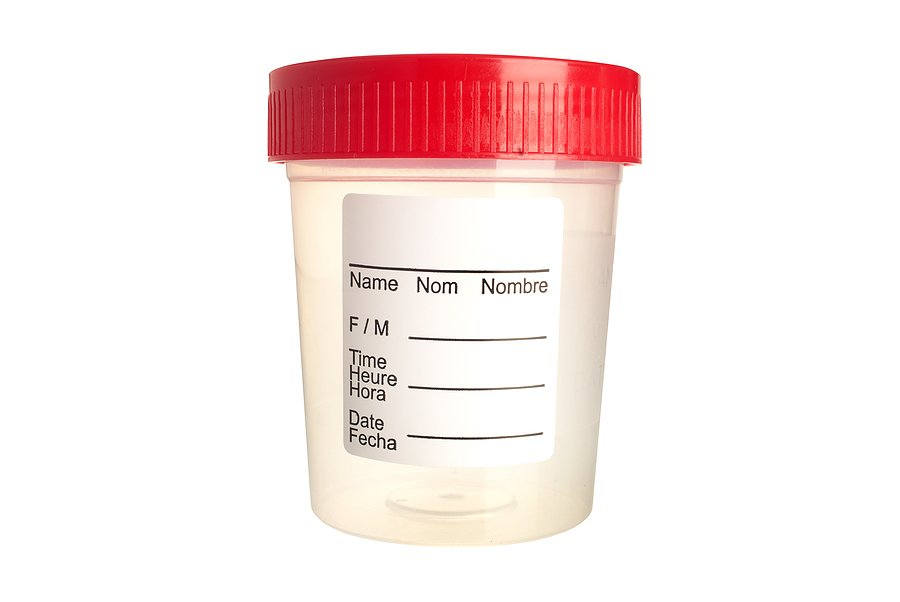 Name Nom Nombre
F / M
Time
Heure
Hora
Date
Fecha